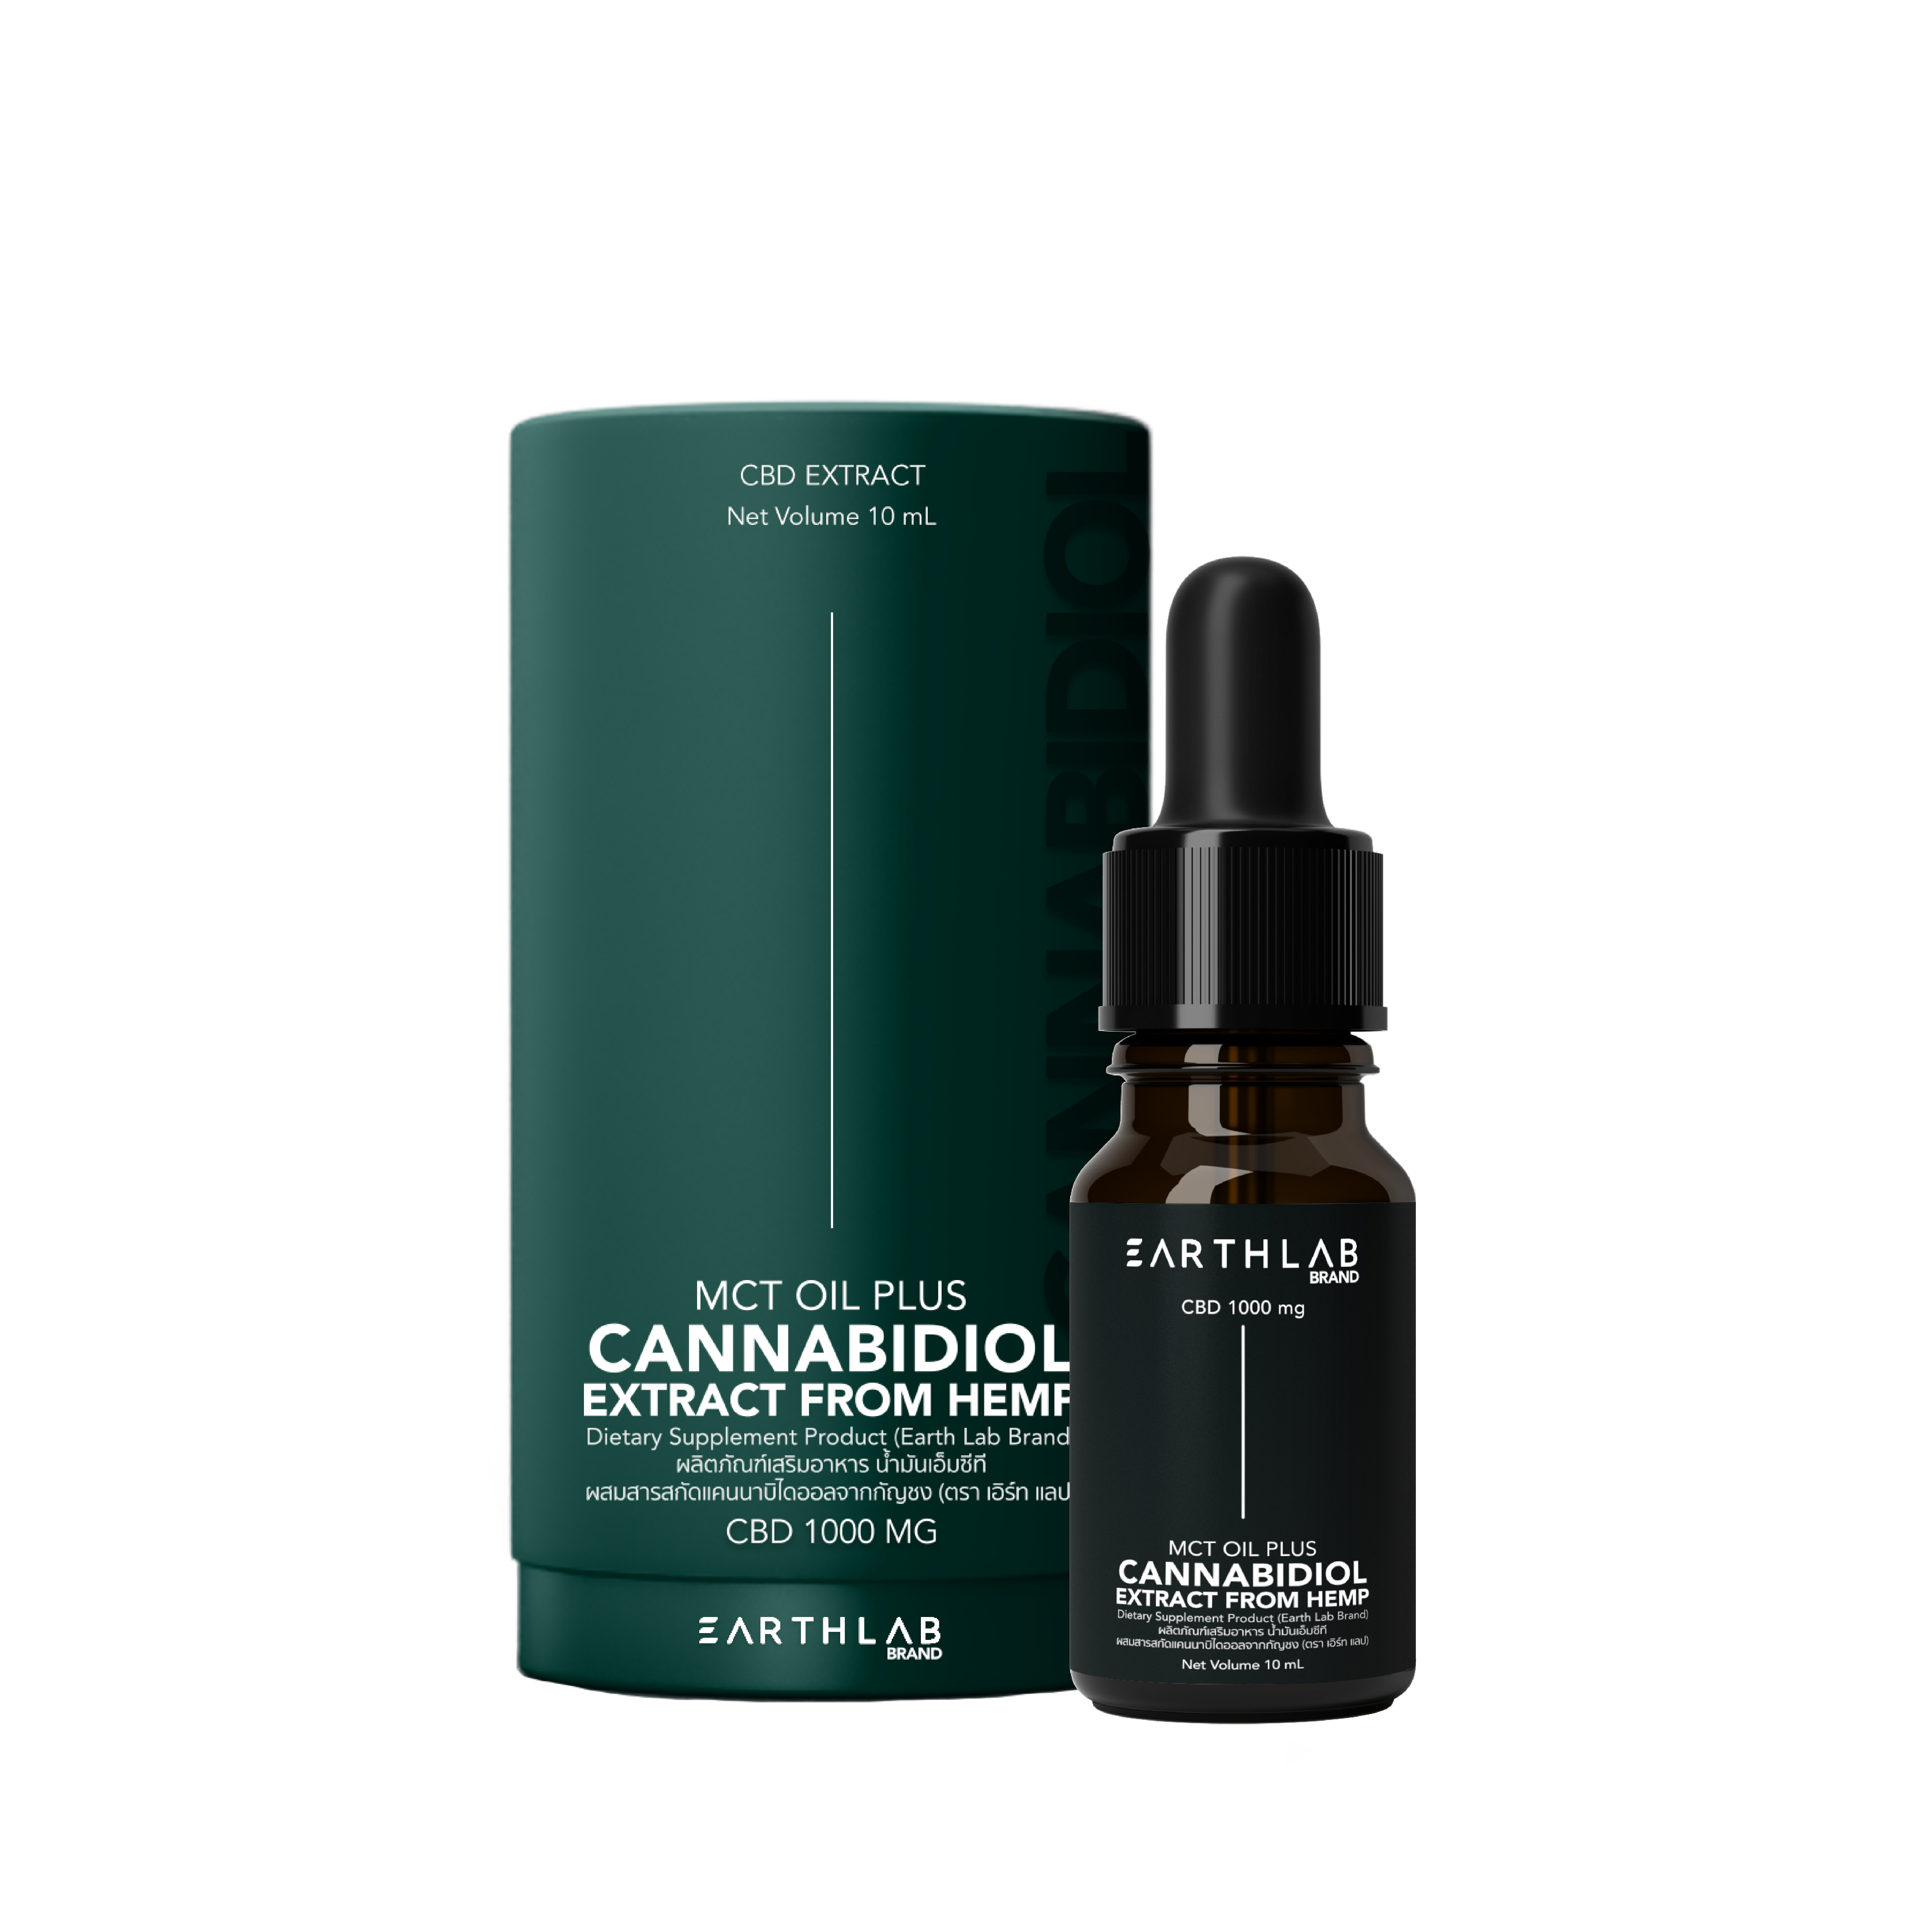 CBD EXTRACT
Net Volume 10 mL
CANNABIDIOL
MCT OIL PLUS
CANNABIDIOL
EXTRACT FROM HEMP
Dietary Supplement Product (Earth Lab Brand
ผลิตภัณฑ์เสริมอาหาร น้ำมันเอ็มซีที
ผสมสารสกัดแคนนาบิไดออลจากกัญชง (ตรา เอิร์ท แลป
CBD 1000 MG
EARTHLAB
BRAND
EARTHLAB
BRAND
CBD 1000 mg
MCT OIL PLUS
CANNABIDIOL
EXTRACT FROM HEMP
Dietary Supplement Product (Earth Lab Brand)
ผลิตภัณฑ์เสริมอาหาร น้ำมันเอ็มซีที
ผสมสารสกัดแคนนาบิไดออลจากกัญชง (ตรา เอิร์ท แลป)
Net Volume 10 mL